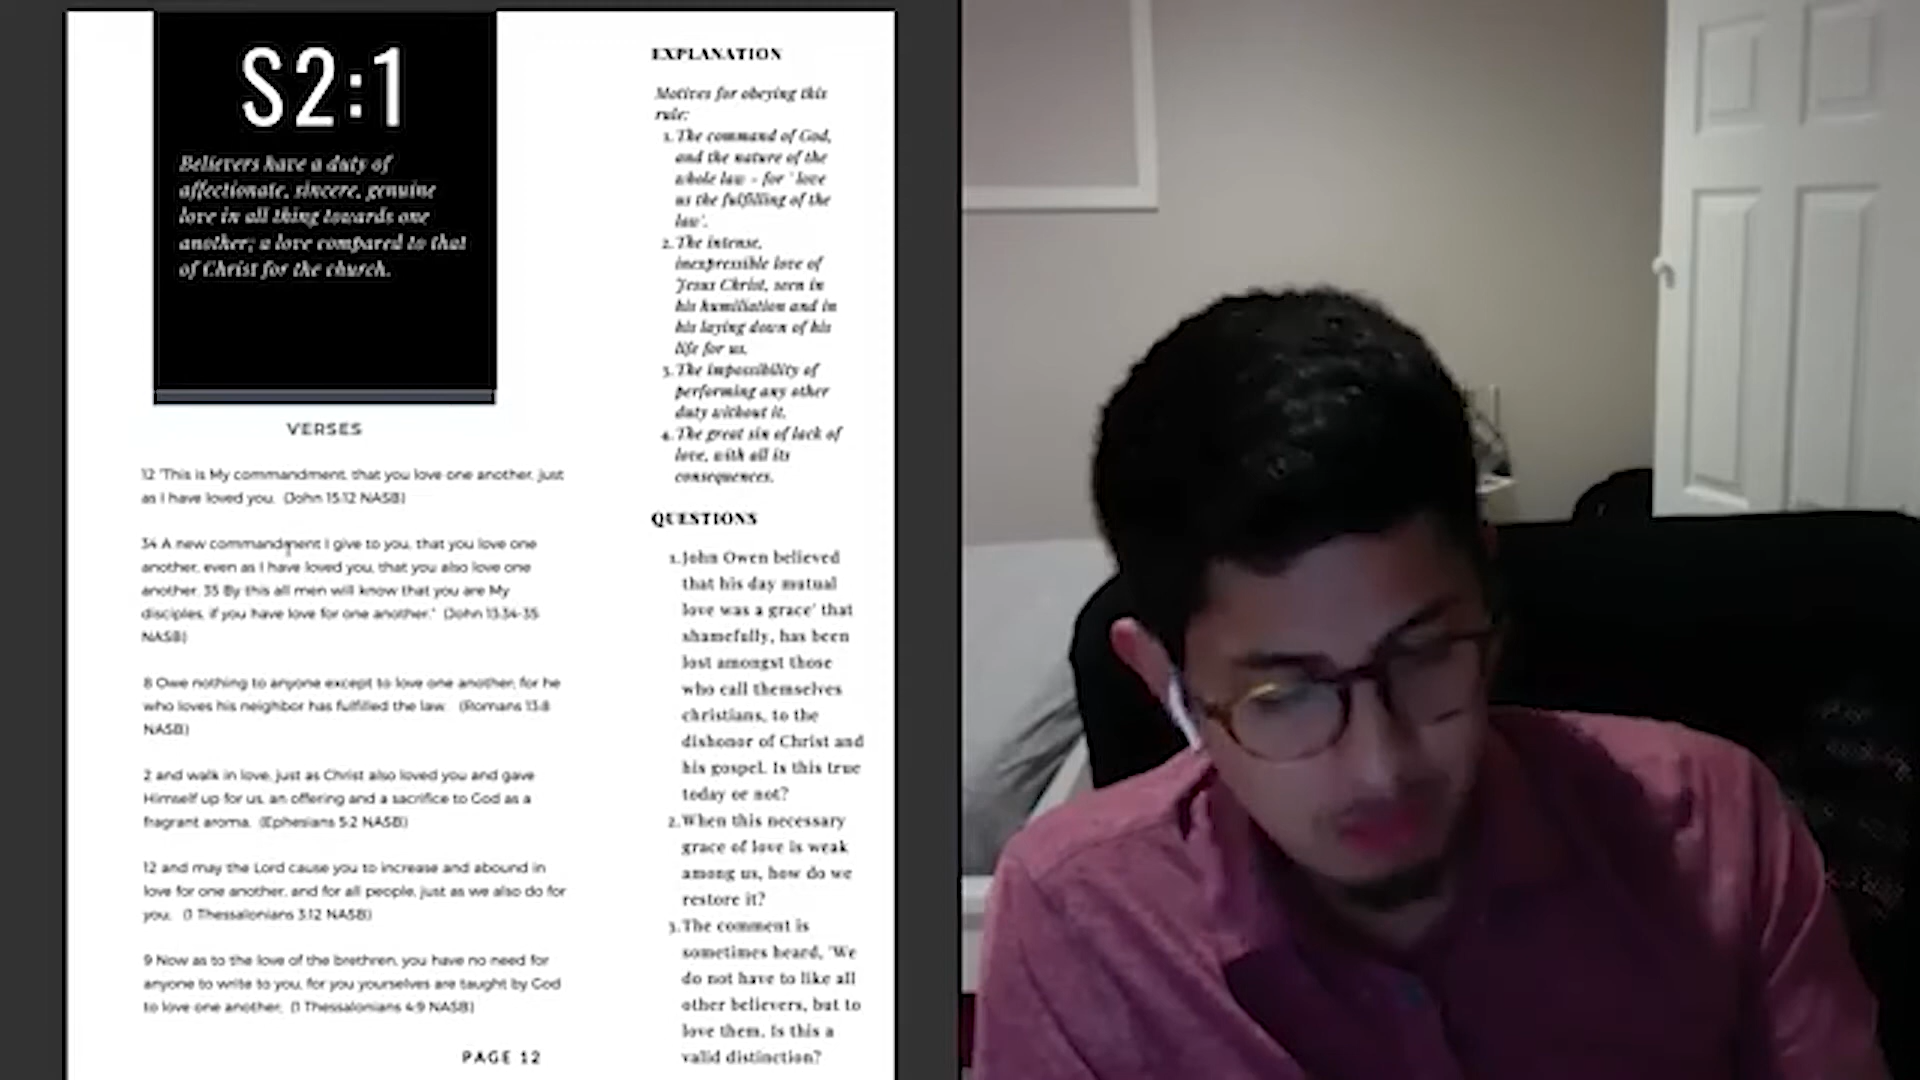 S2:1
Believers have a duty of
affectionate, sincere, genuine
love in all thing towards one
another; a love compared to that
of Christ for the church.
VERSES
12 "This is My commandment, that you love one another, just
as I have loved you. (John 15:12 NASB)
34 A new commandment I give to you, that you love one
another, even as I have loved you, that you also love one
another. 35 By this all men will know that you are My
disciples, if you have love for one another." (John 13:34-35
NASB)
8 Owe nothing to anyone except to love one another; for he
who loves his neighbor has fulfilled the law. (Romans 13:8
NASB)
2 and walk in love, just as Christ also loved you and gave
Himself up for us, an offering and a sacrifice to God as a
fragrant aroma. (Ephesians 5:2 NASB)
12 and may the Lord cause you to increase and abound in
love for one another, and for all people, just as we also do for
you; (1 Thessalonians 3:12 NASB)
9 Now as to the love of the brethren, you have no need for
anyone to write to you, for you yourselves are taught by God
to love one another; (1 Thessalonians 4:9 NASB)
PAGE 12
EXPLANATION
Motives for obeying this
rule:
1. The command of God,
and the nature of the
whole law – for ' love
us the fulfilling of the
law'.
2. The intense,
inexpressible love of
Jesus Christ, seen in
his humiliation and in
his laying down of his
life for us.
3. The impossibility of
performing any other
duty without it.
4. The great sin of lack of
love, with all its
consequences.
QUESTIONS
1. John Owen believed
that his day mutual
love was a grace' that
shamefully, has been
lost amongst those
who call themselves
christians, to the
dishonor of Christ and
his gospel. Is this true
today or not?
2. When this necessary
grace of love is weak
among us, how do we
restore it?
3. The comment is
sometimes heard, 'We
do not have to like all
other believers, but to
love them. Is this a
valid distinction?